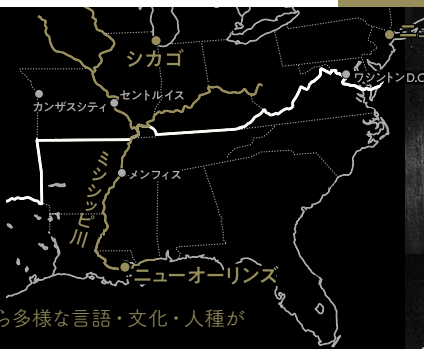 シカゴ
ニュ
ワシントンD.C
カンザスシティ
セントルイス
メンフィス
ミシシッピ川
ニューオーリンズ
ら多様な言語・文化・人種が